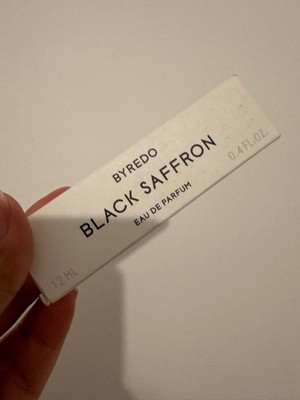 BYREDO
BLACK SAFFRON
EAU DE PARFUM
12 ML
0.4 FL.OZ.